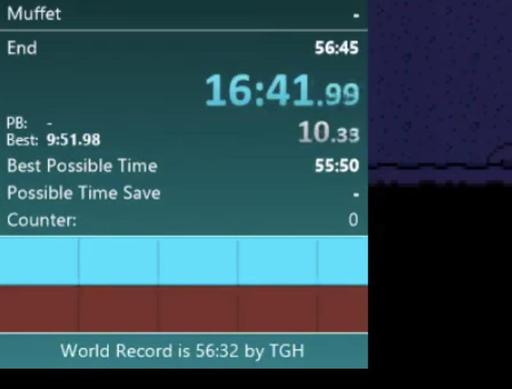 Muffet -
End 56:45
16:41.99
PB: - 10.33
Best: 9:51.98
Best Possible Time 55:50
Possible Time Save -
Counter: 0
World Record is 56:32 by TGH